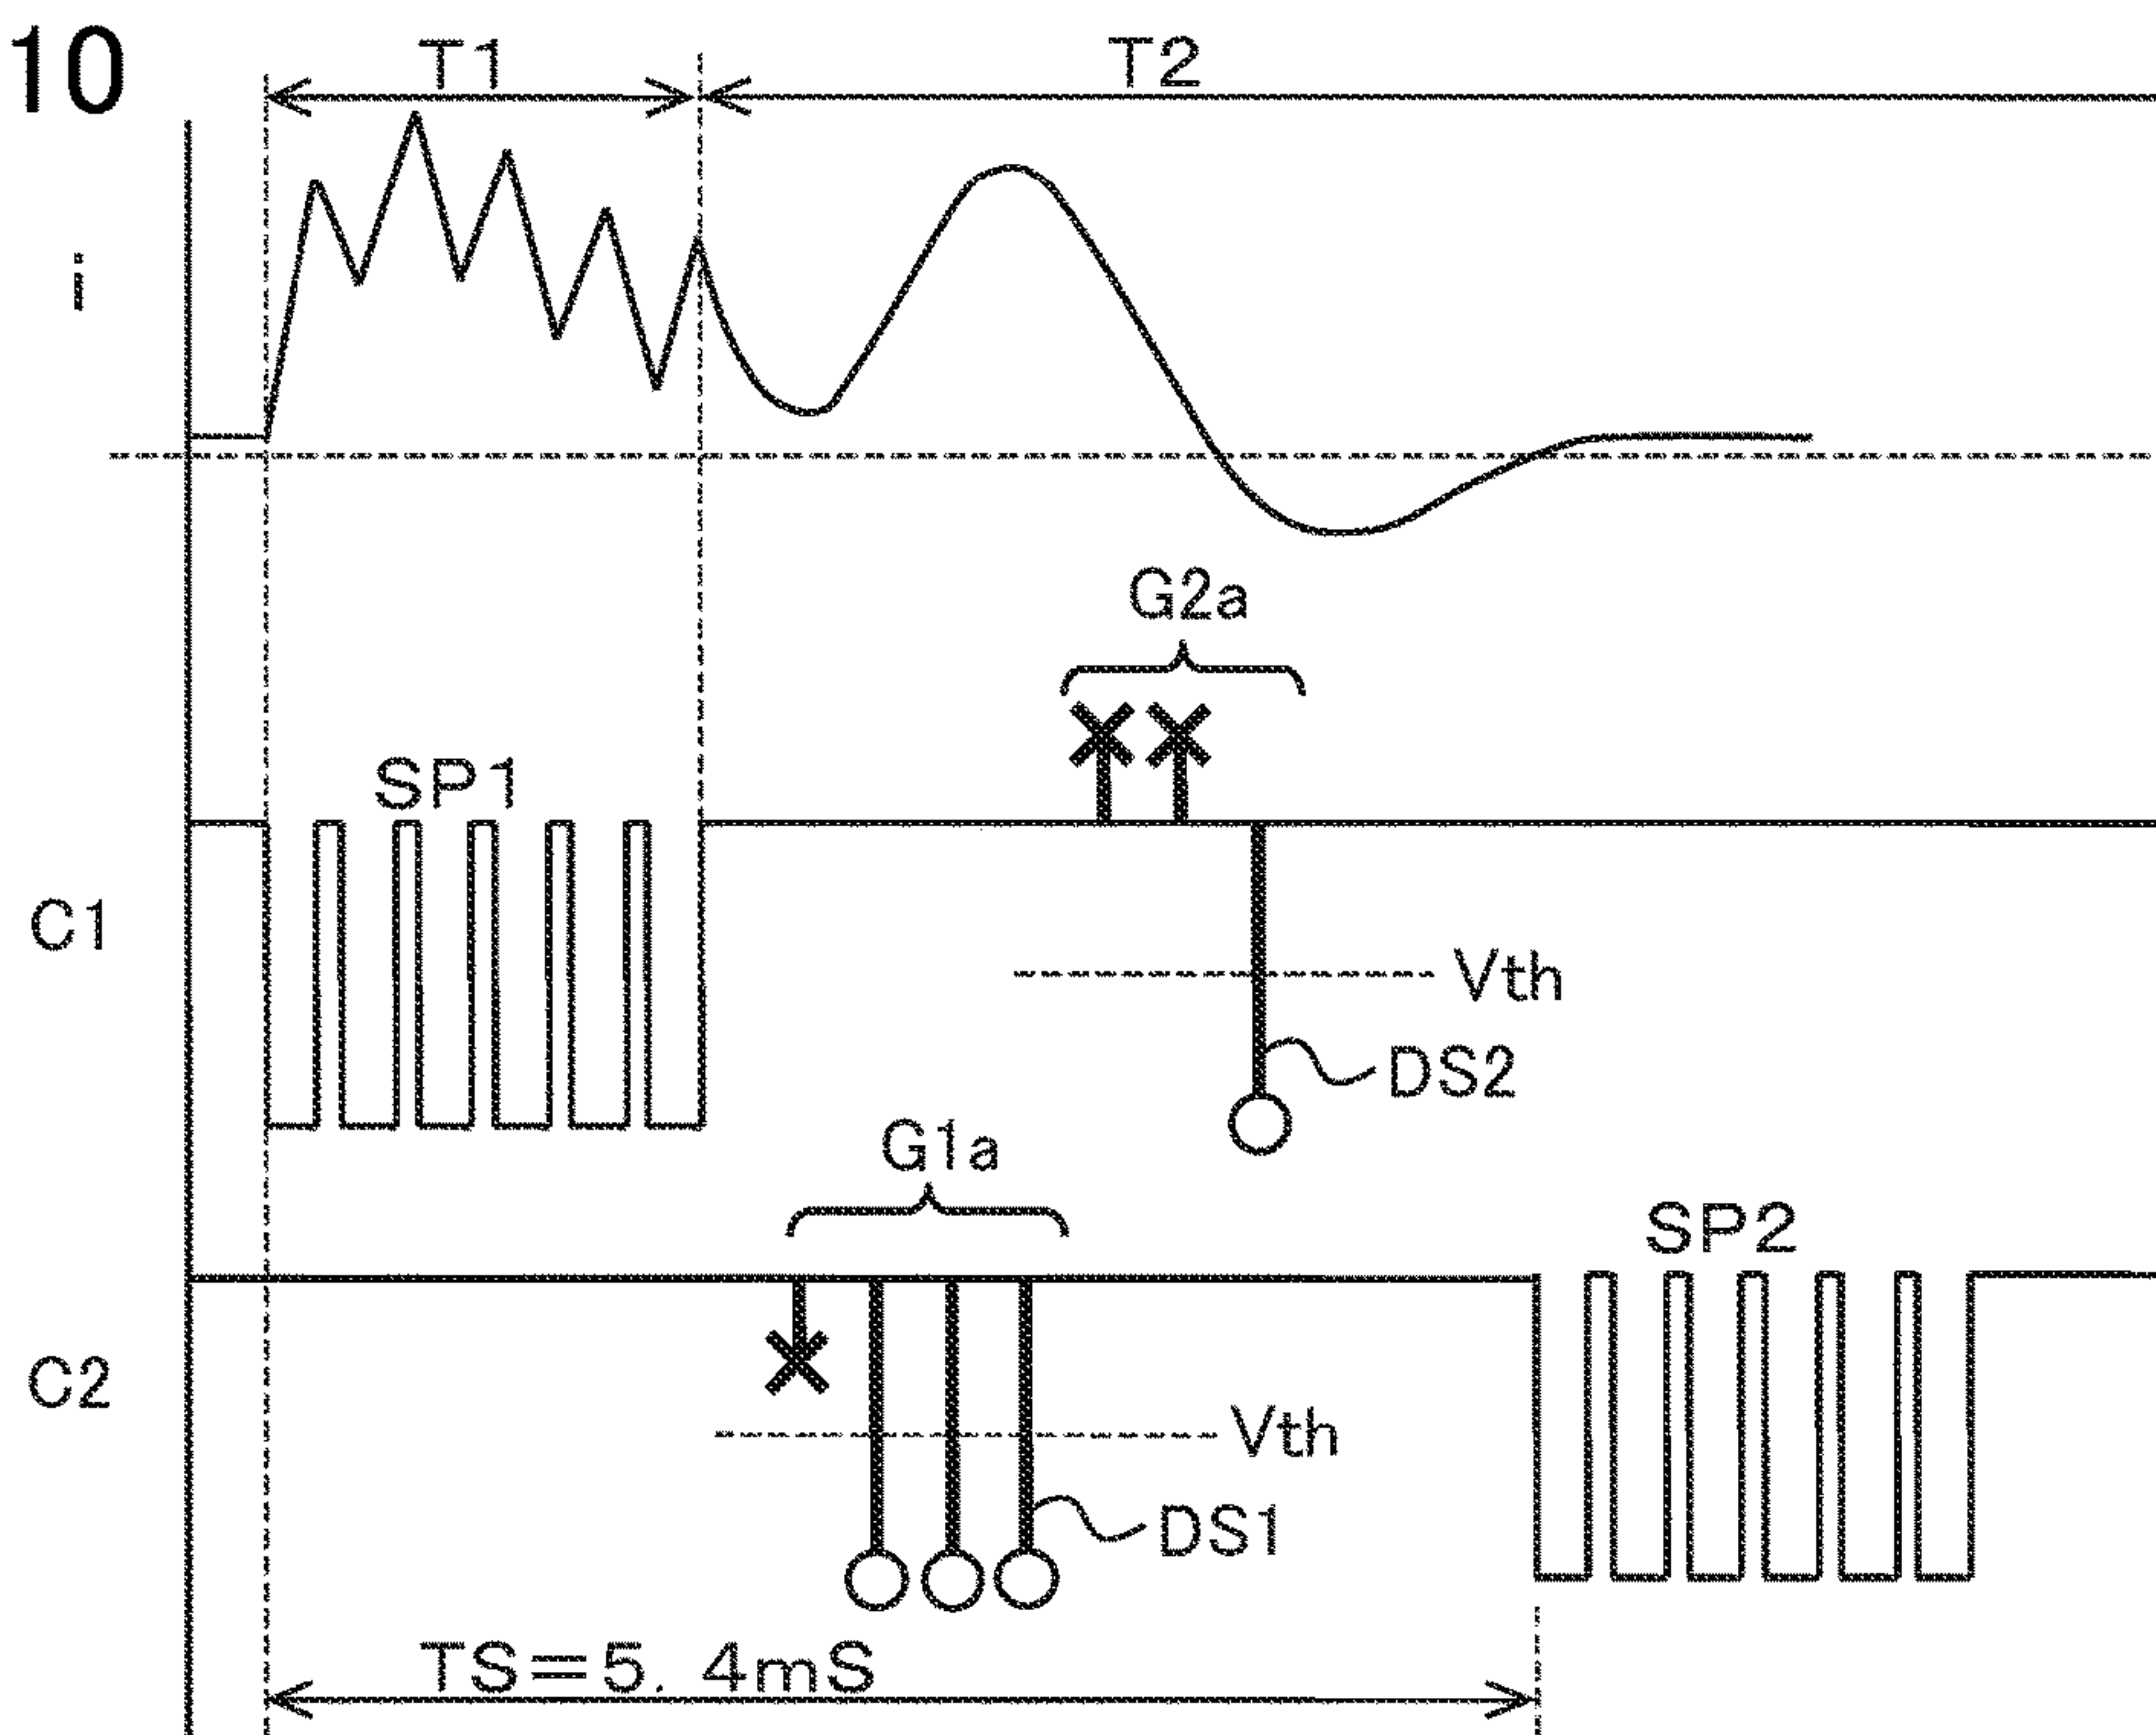 10
T1
T2
i
G2a
SP1
C1
Vth
DS2
G1a
SP2
C2
Vth
DS1
TS=5. 4mS